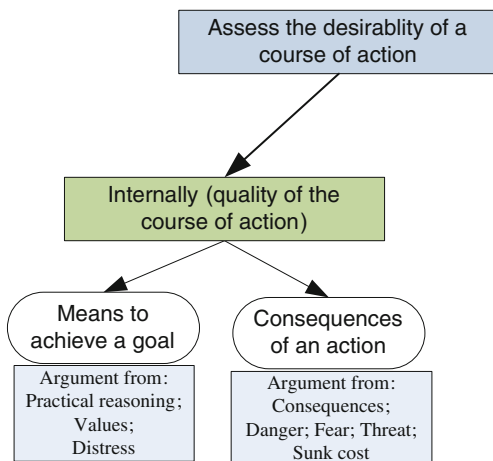 Assess the desirablity of a
course of action
Internally (quality of the
course of action)
Means to
achieve a goal
Argument from:
Practical reasoning;
Values;
Distress
Consequences
of an action
Argument from:
Consequences;
Danger; Fear; Threat;
Sunk cost